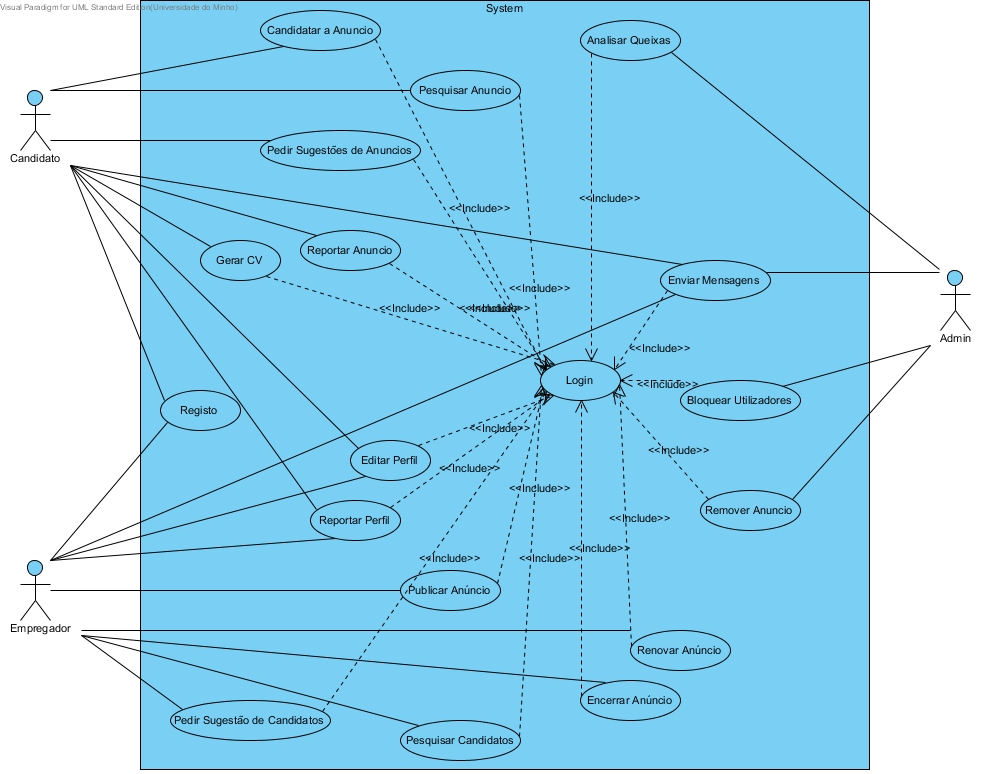 Visual Paradigm for UML Standard Edition(Universidade do Minho)
System
Candidatar a Anuncio
Analisar Queixas
Pesquisar Anuncio
Pedir Sugestões de Anuncios
Candidato
<<Include>>
<<Include>>
Reportar Anuncio
Gerar CV
Enviar Mensagens
<<Include>>
<<Include>>
<<Include>>
<<Include>>
Admin
<<Include>>
Login
<<Include>>
Bloquear Utilizadores
Registo
<<Include>>
<<Include>>
Editar Perfil
<<Include>>
<<Include>>
Remover Anuncio
Reportar Perfil
<<Include>>
<<Include>>
<<Include>>
<<Include>>
Publicar Anúncio
Empregador
Renovar Anúncio
Encerrar Anúncio
Pedir Sugestão de Candidatos
Pesquisar Candidatos